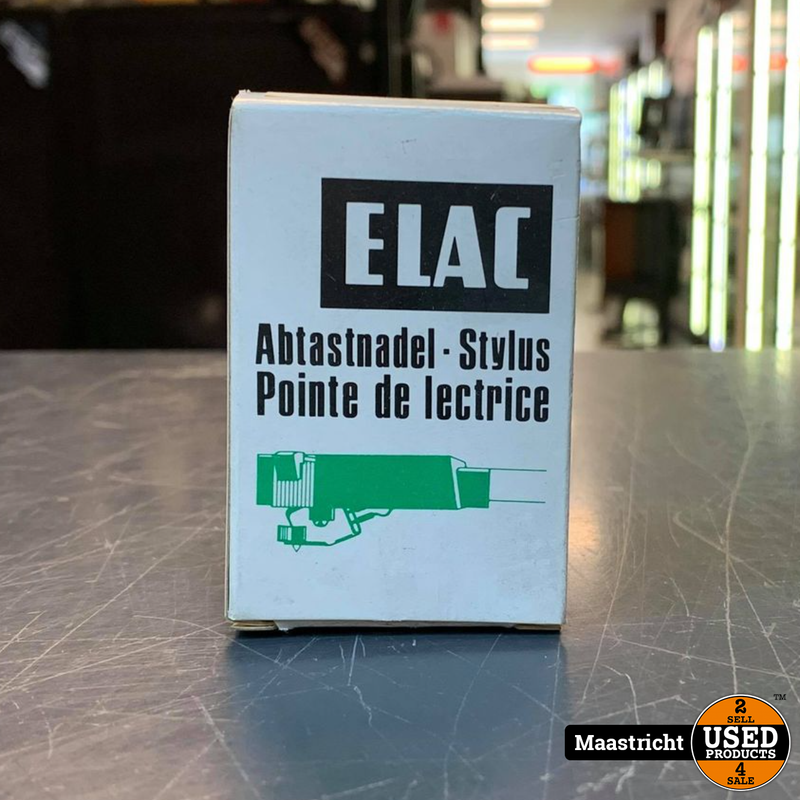 ELAC
Abtastnadel · Stylus
Pointe de lectrice
Maastricht
2
SELL
USED
PRODUCTS
4
SALE
TM